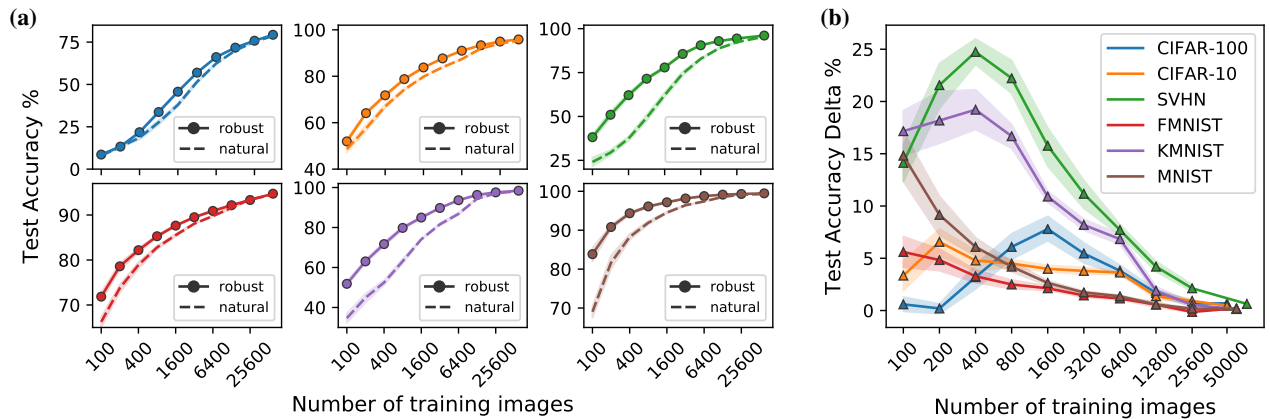 (a)
Test Accuracy %
75
50
25
0
robust
natural
100
80
60
40
robust
natural
100
75
50
25
robust
natural
90
80
70
robust
natural
100
400
1600
6400
25600
100
80
60
40
robust
natural
100
400
1600
6400
25600
100
90
80
70
robust
natural
100
400
1600
6400
25600
Number of training images
(b)
Test Accuracy Delta %
25
20
15
10
5
0
CIFAR-100
CIFAR-10
SVHN
FMNIST
KMNIST
MNIST
100
200
400
800
1600
3200
6400
12800
25600
50000
Number of training images